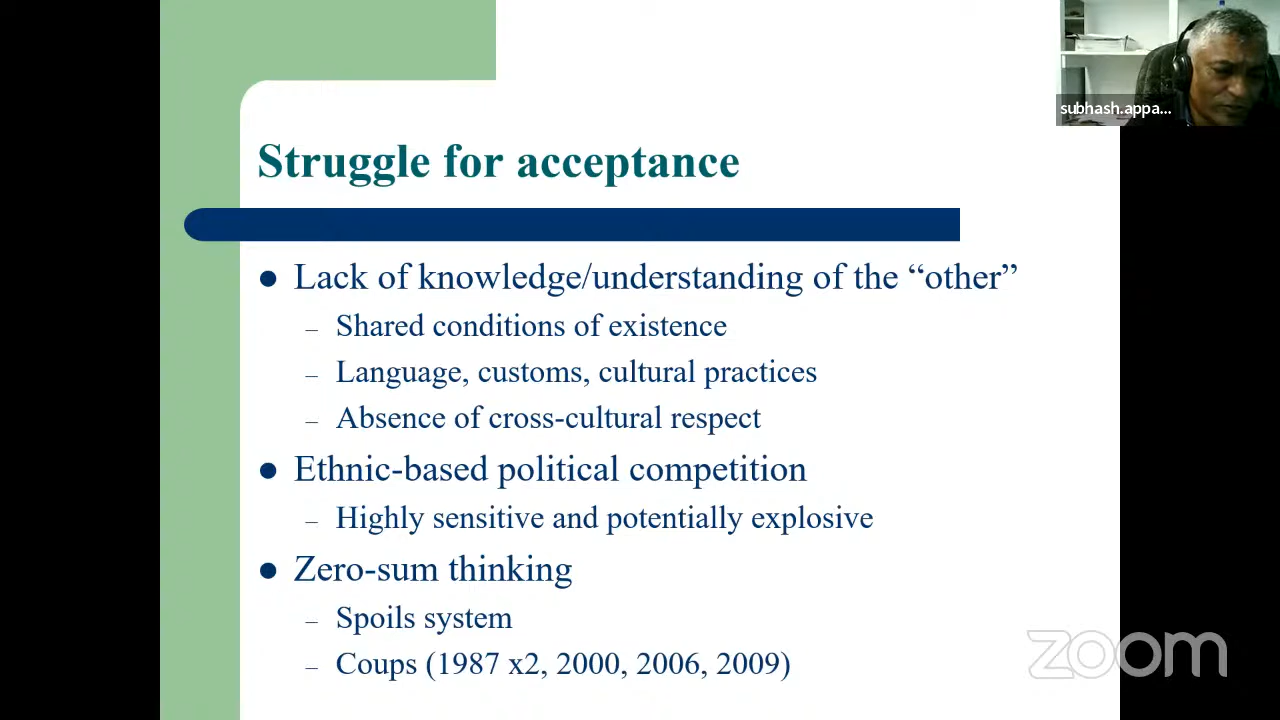 subhash.appa...
Struggle for acceptance
● Lack of knowledge/understanding of the “other”
– Shared conditions of existence
– Language, customs, cultural practices
– Absence of cross-cultural respect
● Ethnic-based political competition
– Highly sensitive and potentially explosive
● Zero-sum thinking
– Spoils system
– Coups (1987 x2, 2000, 2006, 2009)
zoom